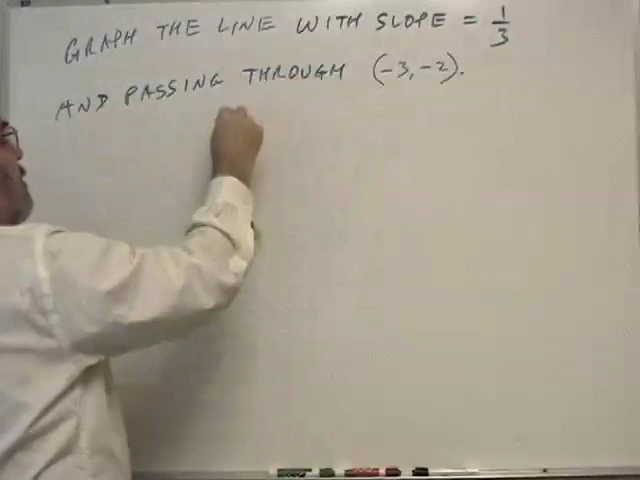 GRAPH THE LINE WITH SLOPE = 1/3
AND PASSING THROUGH (-3,-2).